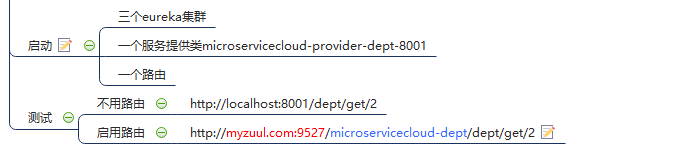 三个eureka集群
启动
一个服务提供类microservicecloud-provider-dept-8001
一个路由
不用路由
http://localhost:8001/dept/get/2
测试
启用路由
http://myzuul.com:9527/microservicecloud-dept/dept/get/2